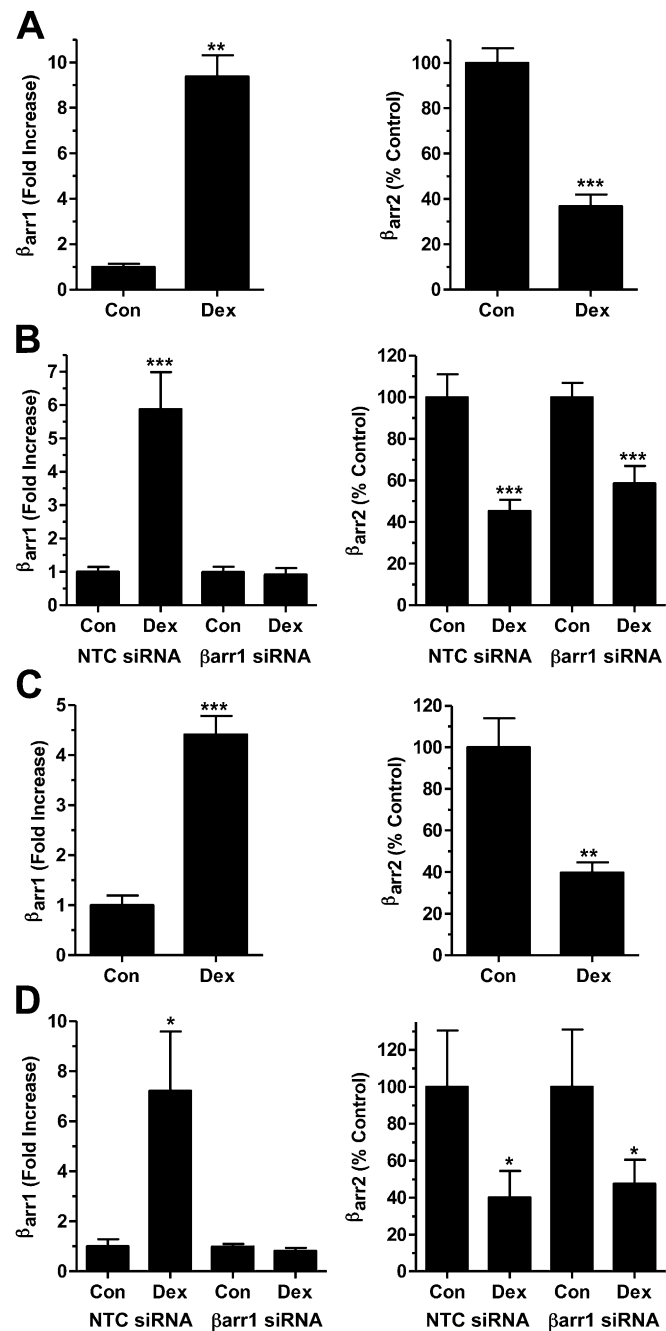 A
βarr1 (Fold Increase)
10
8
6
4
2
0
**
Con Dex
βarr2 (% Control)
120
100
80
60
40
20
0
***
Con Dex
B
βarr1 (Fold Increase)
7
6
5
4
3
2
1
0
***
Con Dex Con Dex
NTC siRNA βarr1 siRNA
βarr2 (% Control)
120
100
80
60
40
20
0
***
***
Con Dex Con Dex
NTC siRNA βarr1 siRNA
C
βarr1 (Fold Increase)
5
4
3
2
1
0
***
Con Dex
βarr2 (% Control)
120
100
80
60
40
20
0
**
Con Dex
D
βarr1 (Fold Increase)
10
8
6
4
2
0
*
Con Dex Con Dex
NTC siRNA βarr1 siRNA
βarr2 (% Control)
120
100
80
60
40
20
0
*
*
Con Dex Con Dex
NTC siRNA βarr1 siRNA